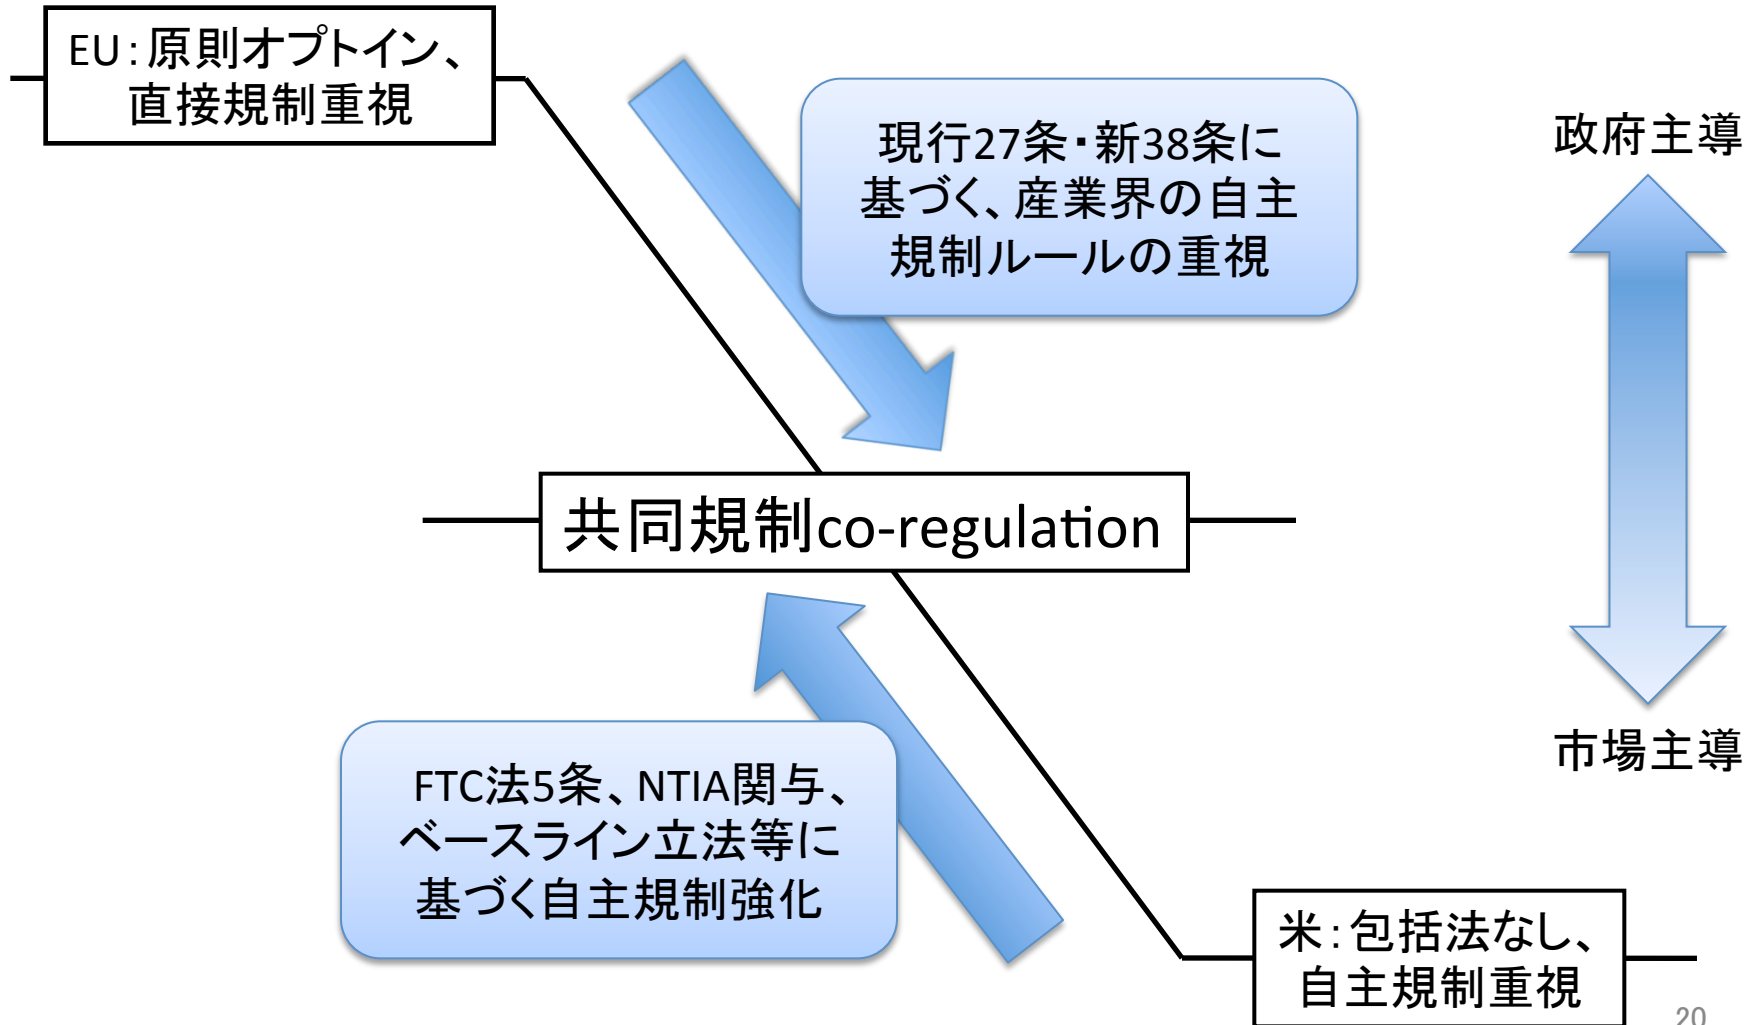 EU：原則オプトイン、
直接規制重視
現行27条・新38条に
基づく、産業界の自主
規制ルールの重視
政府主導
共同規制co-regulation
市場主導
FTC法5条、NTIA関与、
ベースライン立法等に
基づく自主規制強化
米：包括法なし、
自主規制重視
20